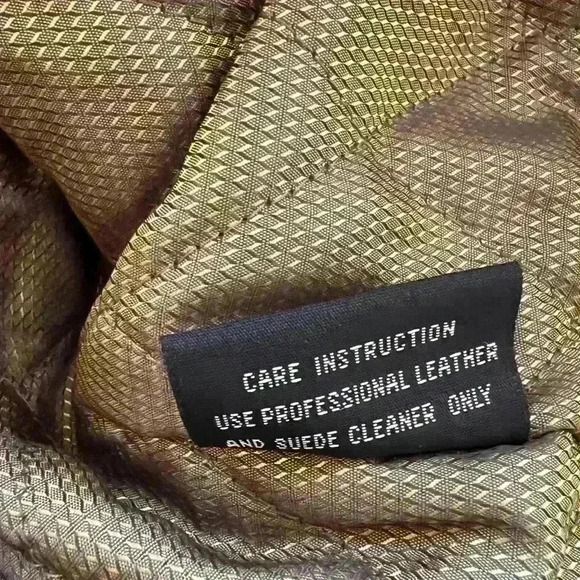 CARE INSTRUCTION
USE PROFESSIONAL LEATHER
AND SUEDE CLEANER ONLY